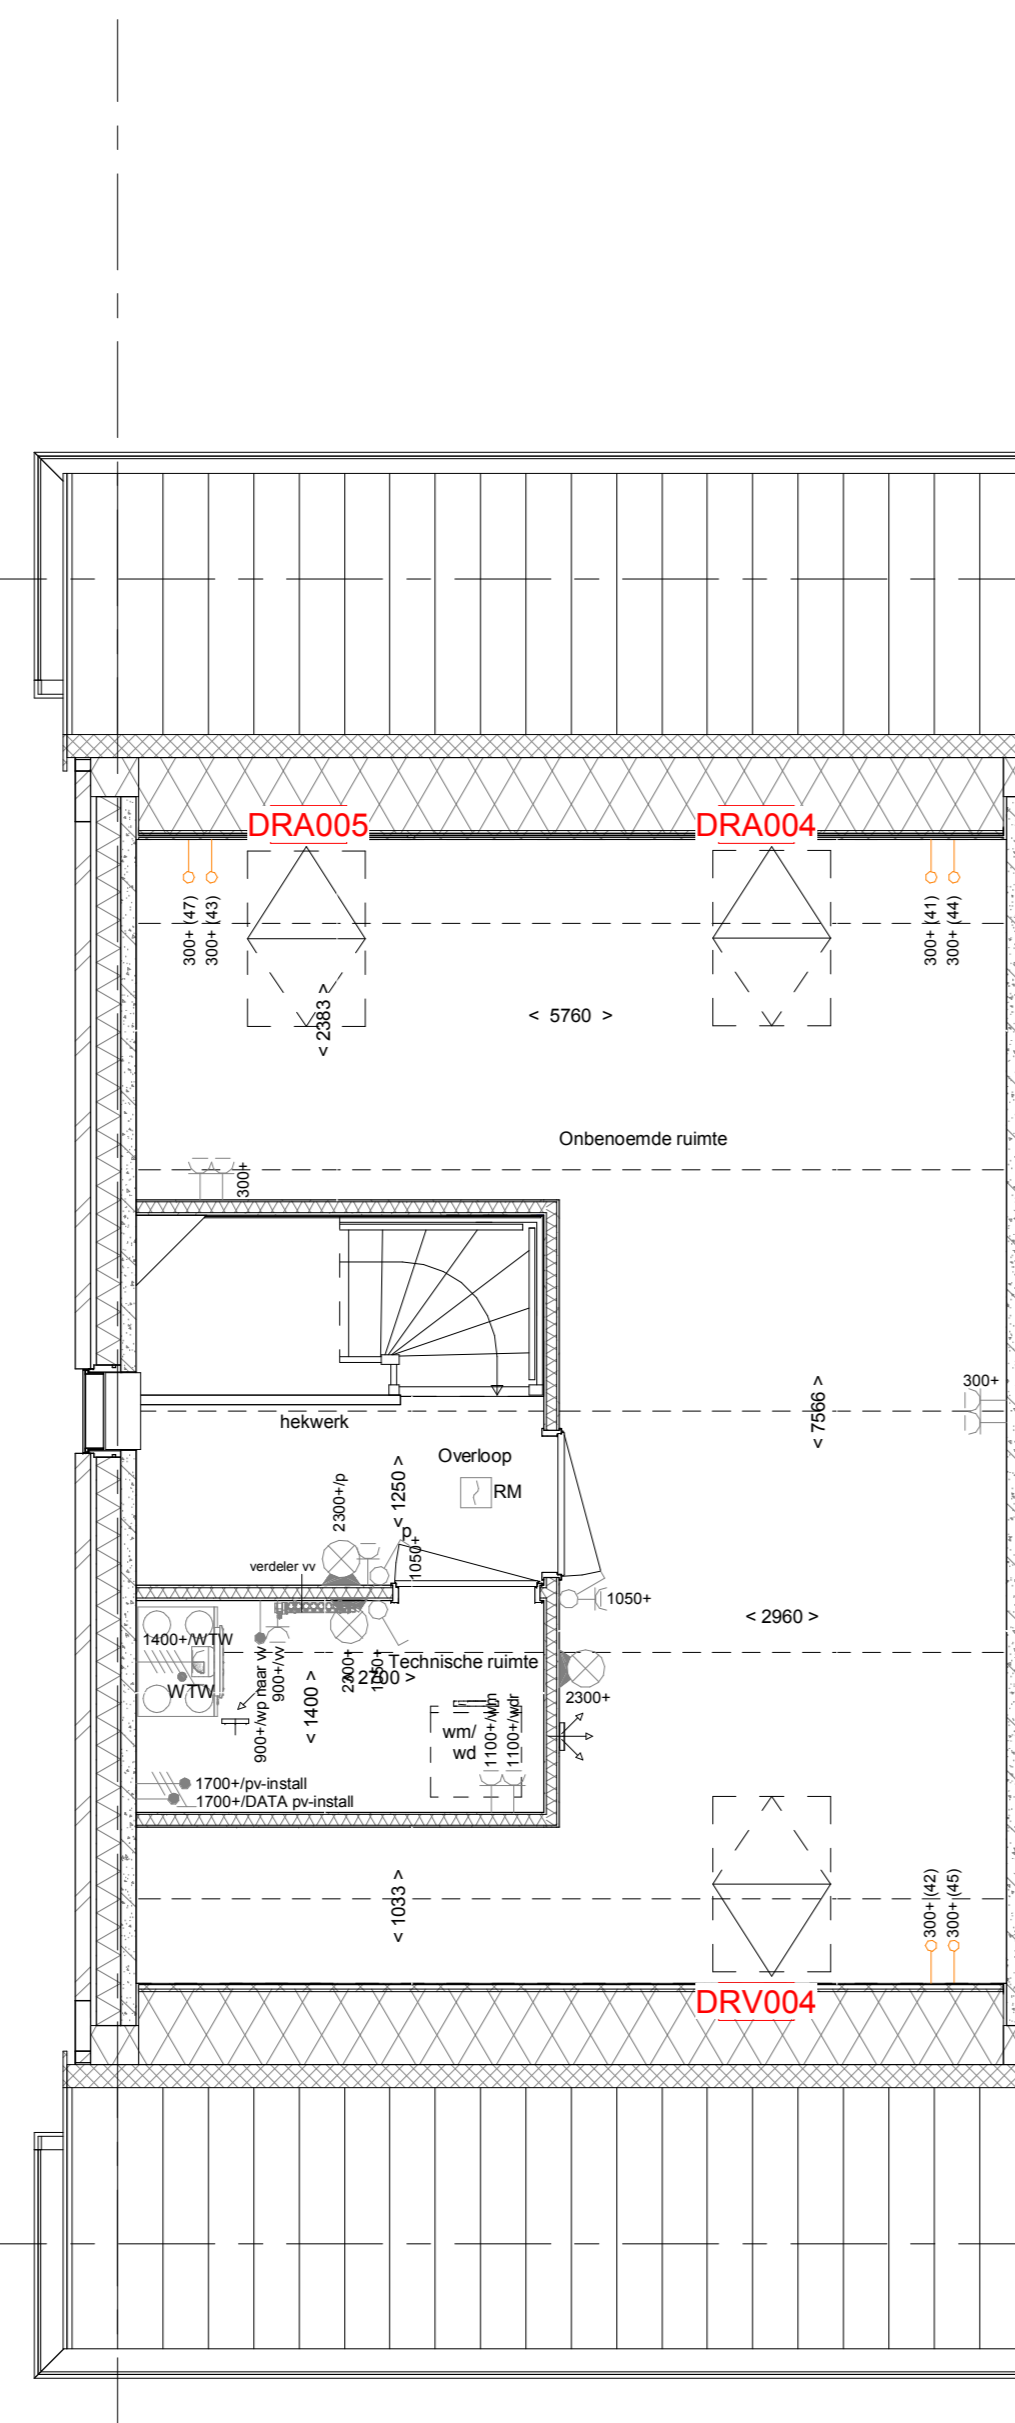 DRA005
DRA004
300+ (47)
300+ (43)
300+ (41)
300+ (44)
< 2383 >
< 5760 >
Onbenoemde ruimte
300+
< 7566 >
300+
hekwerk
Overloop
RM
< 1250 >
2300+/p
p
1050+
verdeler vv
1050+
< 2960 >
1400+/WTW
WTW
900+/wp naar vv
900+/vv
2300+
1050+
Technische ruimte
< 2700 >
< 1400 >
2300+
wm/
wd
1100+/wm
1100+/wdr
1700+/pv-install
1700+/DATA pv-install
< 1033 >
300+ (42)
300+ (45)
DRV004